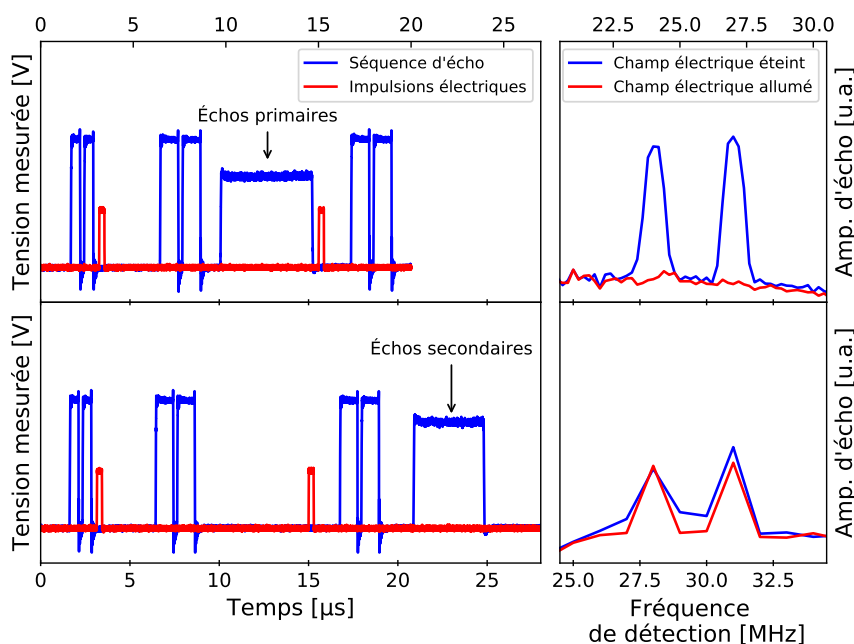 0 5 10 15 20 25
22.5 25.0 27.5 30.0
Tension mesurée [V]
Séquence d'écho
Impulsions électriques
Échos primaires
Champ électrique éteint
Champ électrique allumé
Amp. d'écho [u.a.]
Tension mesurée [V]
Échos secondaires
Amp. d'écho [u.a.]
0 5 10 15 20 25
Temps [µs]
25.0 27.5 30.0 32.5
Fréquence
de détection [MHz]